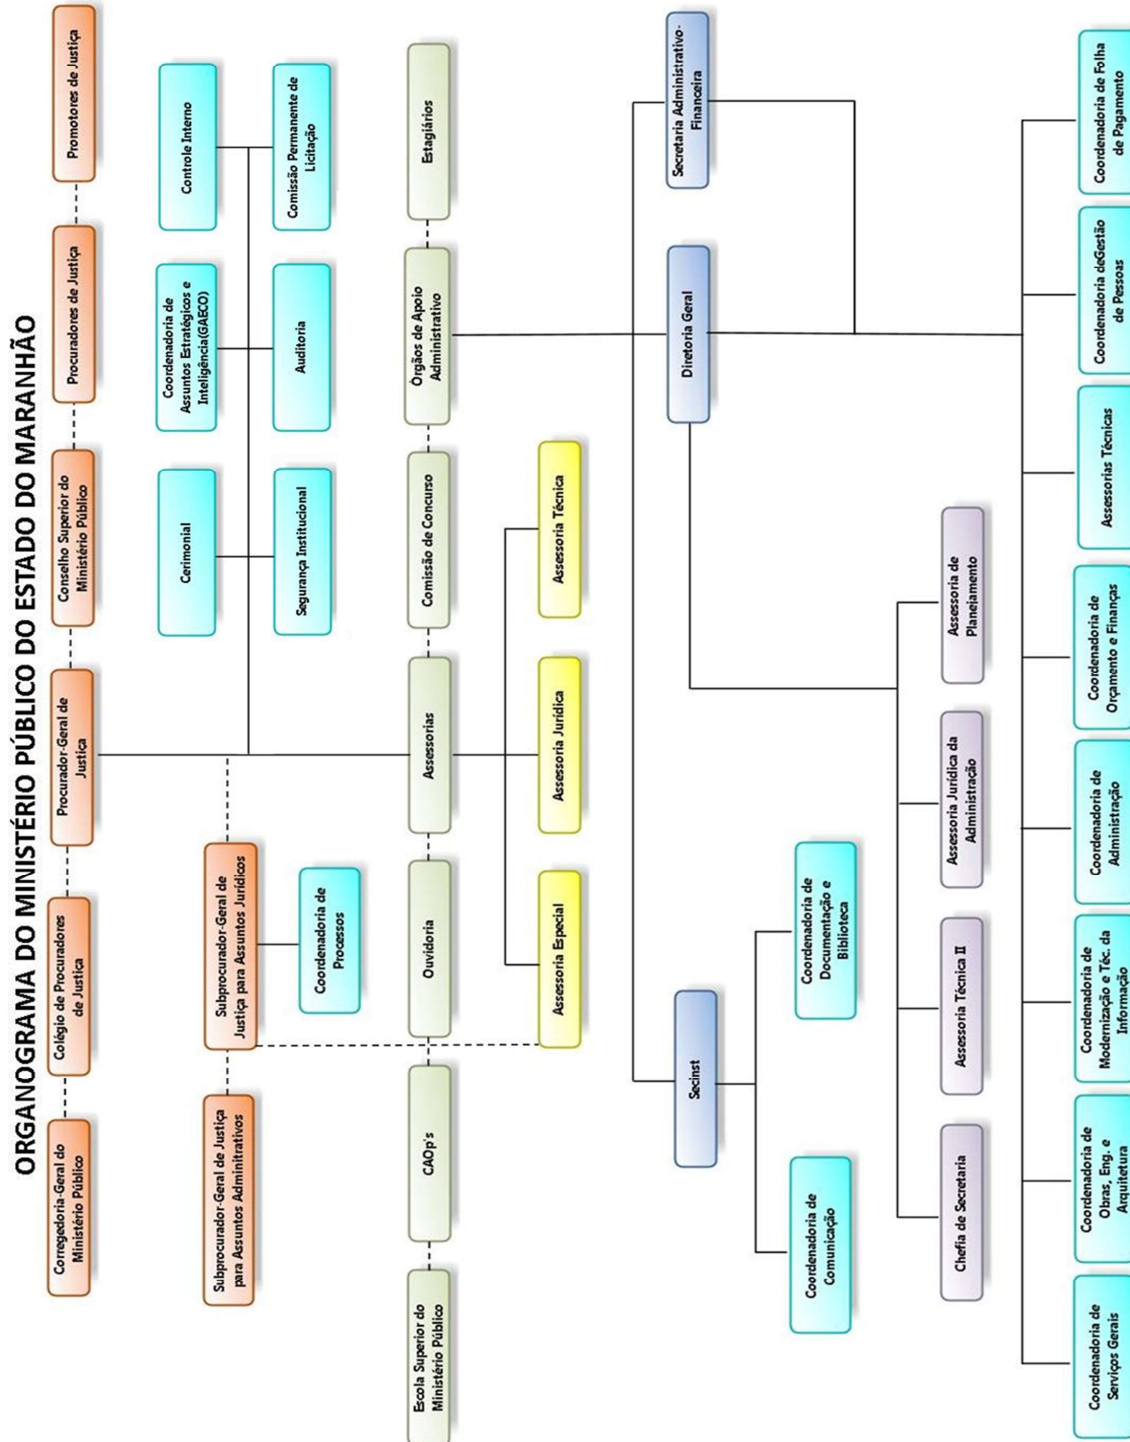 ORGANOGRAMA DO MINISTÉRIO PÚBLICO DO ESTADO DO MARANHÃO
Corregedoria-Geral do
Ministério Público
Colégio de Procuradores
de Justiça
Procurador-Geral de
Justiça
Conselho Superior do
Ministério Público
Procuradores de Justiça
Promotores de Justiça
Cerimonial
Coordenadoria de
Assuntos Estratégicos e
Inteligência(GAECO)
Controle Interno
Subprocurador-Geral de Justiça
para Assuntos Adminitrativos
Subprocurador-Geral de
Justiça para Assuntos Jurídicos
Segurança Institucional
Auditoria
Comissão Permanente de
Licitação
Coordenadoria de
Processos
Escola Superior do
Ministério Público
CAOp's
Ouvidoria
Assessorias
Comissão de Concurso
Órgãos de Apoio
Administrativo
Estagiários
Assessoria Especial
Assessoria Jurídica
Assessoria Técnica
Secinst
Diretoria Geral
Secretaria Administrativo-
Financeira
Coordenadoria de
Comunicação
Coordenadoria de
Documentação e
Biblioteca
Chefia de Secretaria
Assessoria Técnica II
Assessoria Jurídica da
Administração
Assessoria de
Planejamento
Coordenadoria de
Serviços Gerais
Coordenadoria de
Obras, Eng. e
Arquitetura
Coordenadoria de
Modernização e Téc. da
Informação
Coordenadoria de
Administração
Coordenadoria de
Orçamento e Finanças
Assessorias Técnicas
Coordenadoria deGestão
de Pessoas
Coordenadoria de Folha
de Pagamento